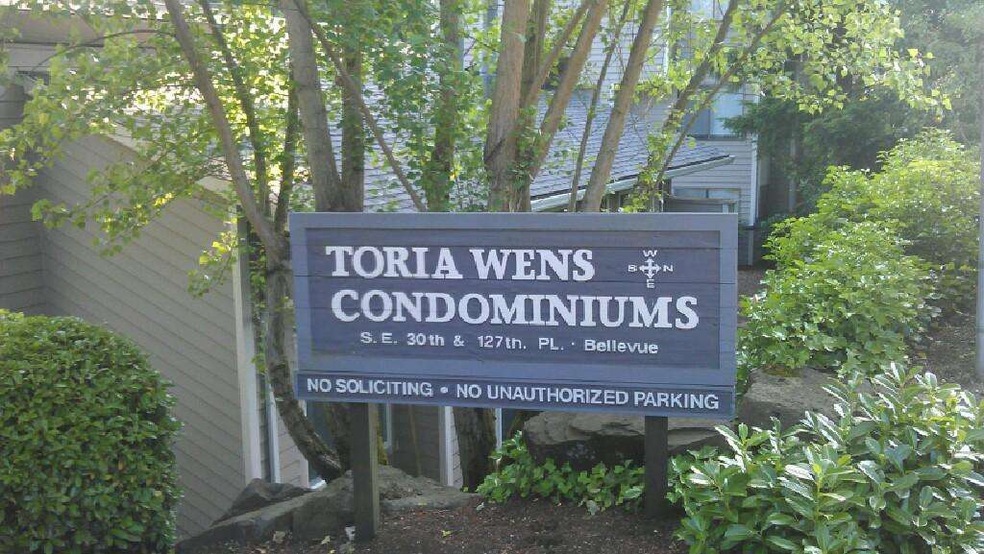 TORIA WENS
W
S N
E
CONDOMINIUMS
S.E. 30th & 127th. PL. · Bellevue
NO SOLICITING • NO UNAUTHORIZED PARKING